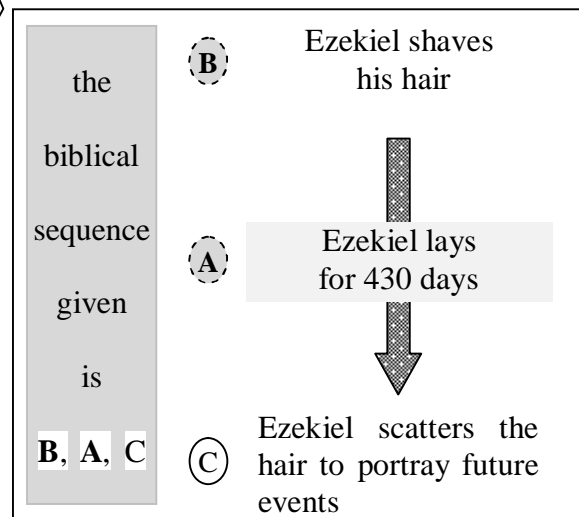 the
biblical
sequence
given
is
B, A, C
B
Ezekiel shaves
his hair
A
Ezekiel lays
for 430 days
C
Ezekiel scatters the
hair to portray future
events